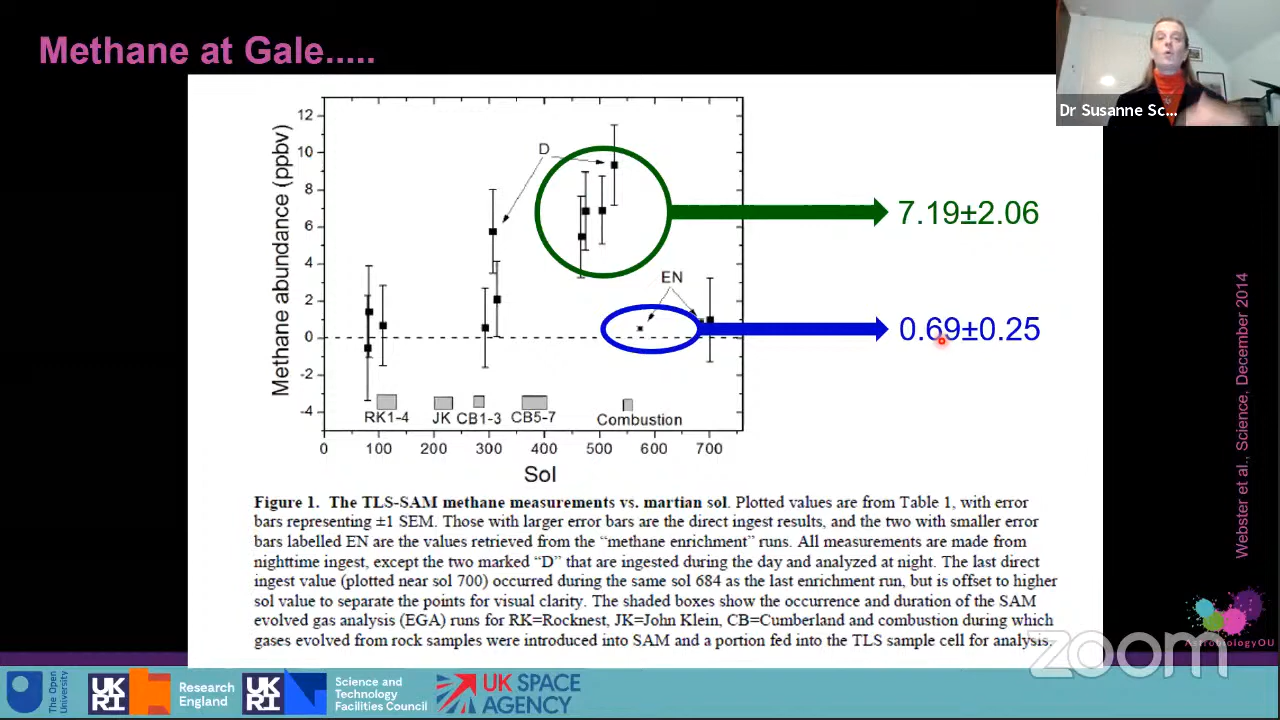 Methane at Gale.....
Dr Susanne Sc...
Methane abundance (ppbv)
12
10
8
6
4
2
0
-2
-4
D
EN
RK1-4
JK
CB1-3
CB5-7
Combustion
0
100
200
300
400
500
600
700
Sol
7.19±2.06
0.69±0.25
Webster et al., Science, December 2014
Figure 1. The TLS-SAM methane measurements vs. martian sol. Plotted values are from Table 1, with error
bars representing ±1 SEM. Those with larger error bars are the direct ingest results, and the two with smaller error
bars labelled EN are the values retrieved from the “methane enrichment” runs. All measurements are made from
nighttime ingest, except the two marked “D” that are ingested during the day and analyzed at night. The last direct
ingest value (plotted near sol 700) occurred during the same sol 684 as the last enrichment run, but is offset to higher
sol value to separate the points for visual clarity. The shaded boxes show the occurrence and duration of the SAM
evolved gas analysis (EGA) runs for RK=Rocknest, JK=John Klein, CB=Cumberland and combustion during which
gases evolved from rock samples were introduced into SAM and a portion fed into the TLS sample cell for analysis.
AstrobiologyOU
zoom
The Open
University
UK
RI
Research
England
UK
RI
Science and
Technology
Facilities Council
UK SPACE
AGENCY